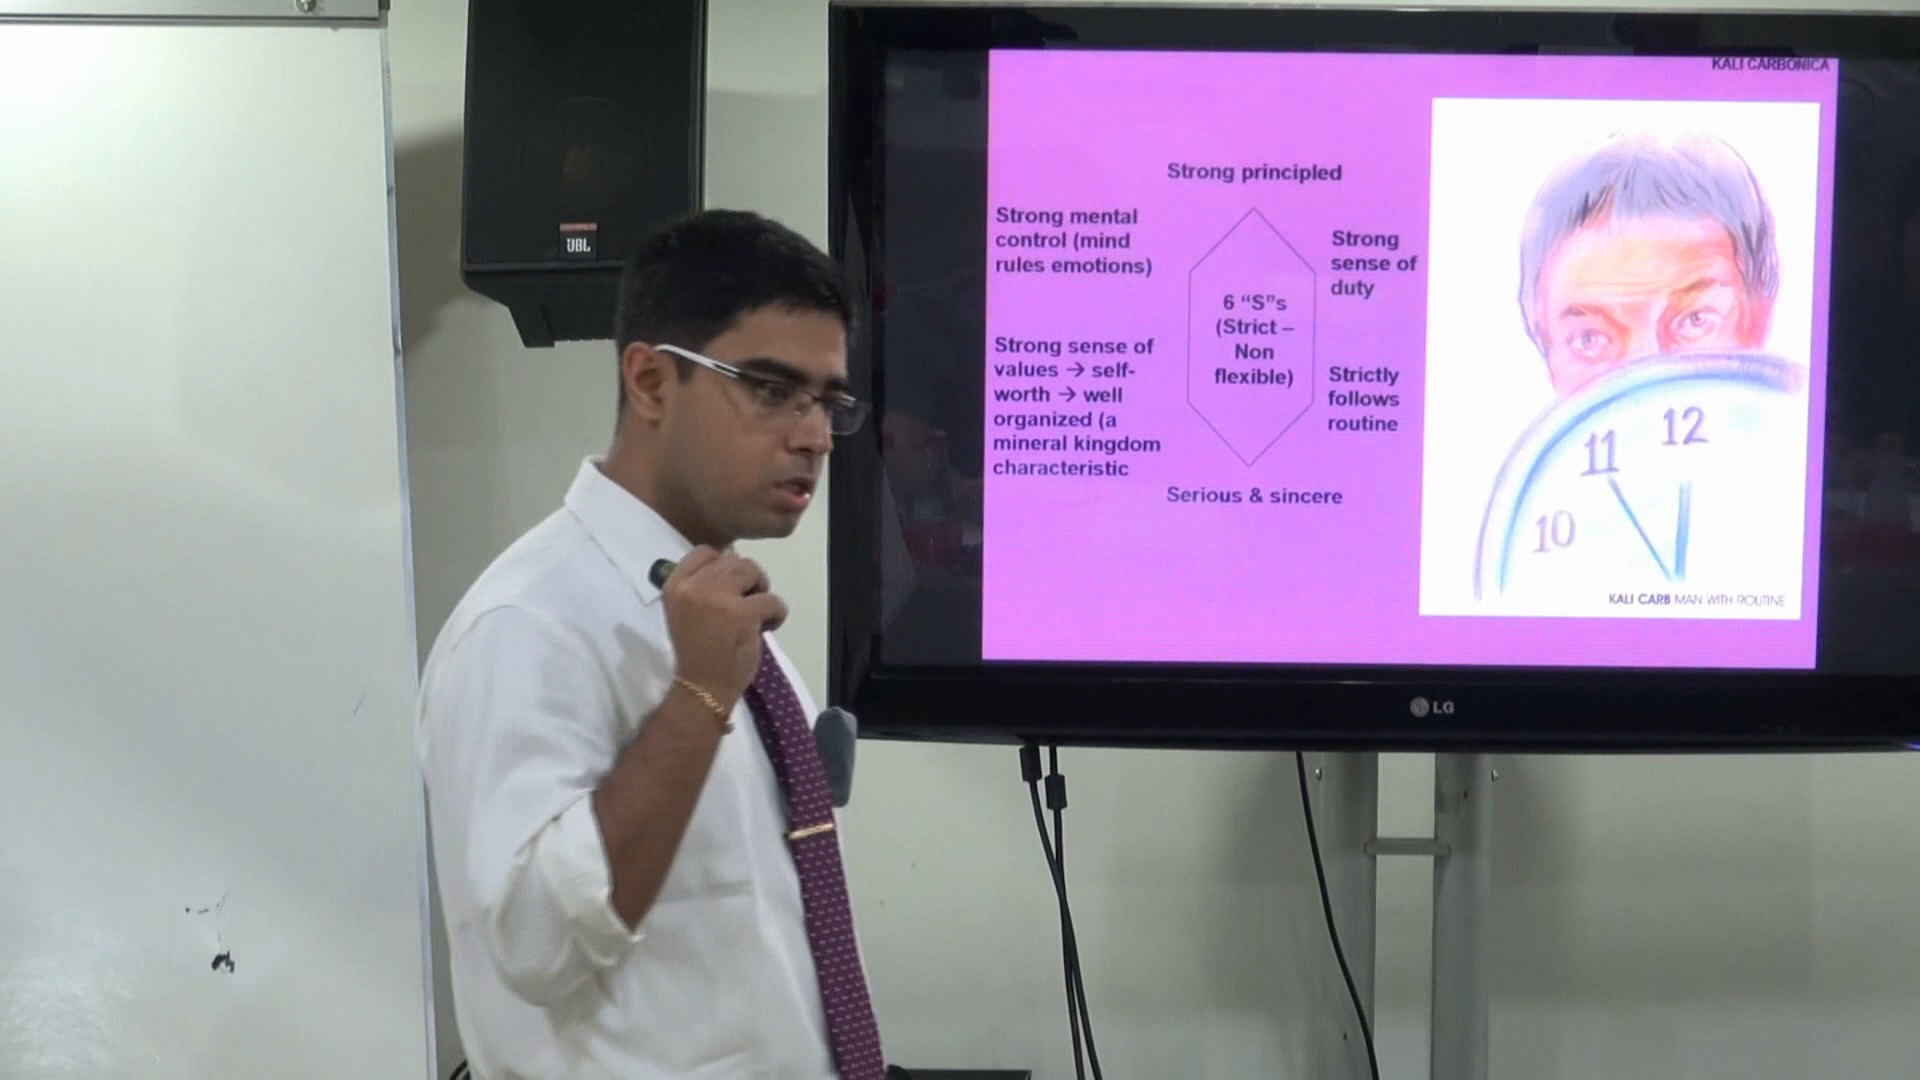 JBL
KALI CARBONICA
Strong principled
Strong mental
control (mind
rules emotions)
Strong
sense of
duty
6 “S”s
(Strict –
Non
flexible)
Strong sense of
values → self-
worth → well
organized (a
mineral kingdom
characteristic
Strictly
follows
routine
Serious & sincere
12
11
10
KALI CARB MAN WITH ROUTINE
LG